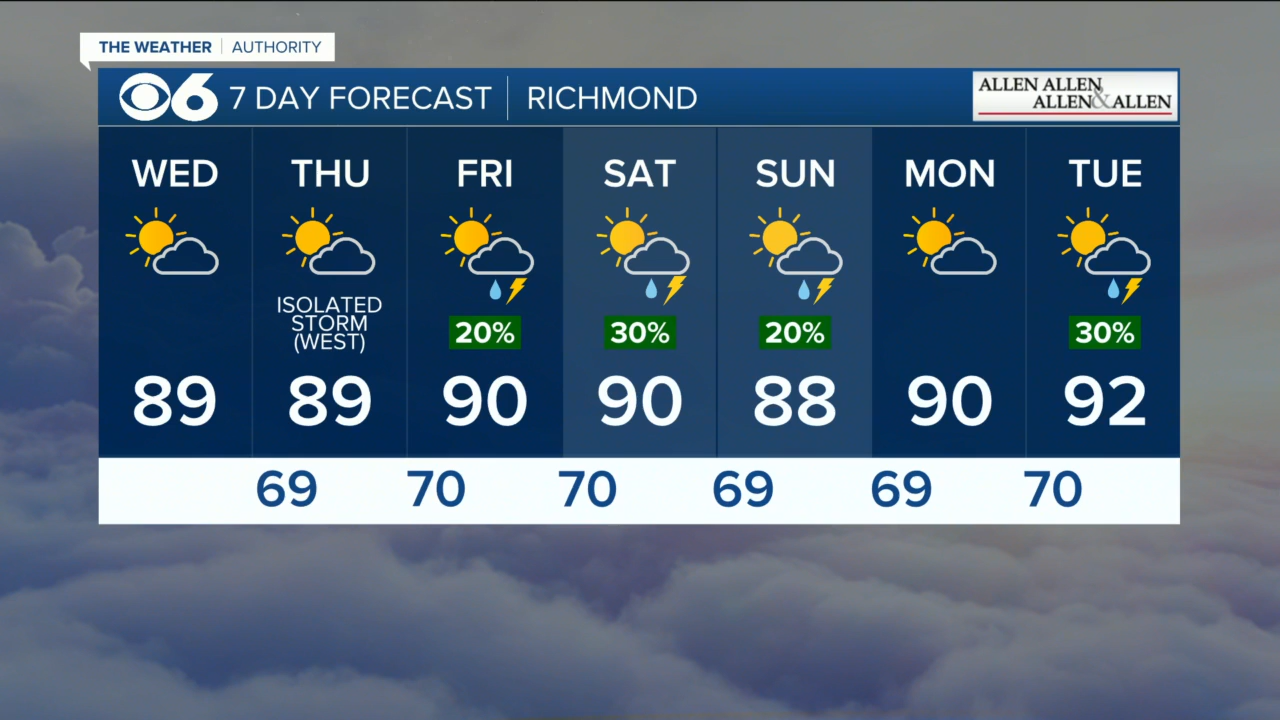 THE WEATHER | AUTHORITY
6 7 DAY FORECAST | RICHMOND
ALLEN ALLEN
ALLEN & ALLEN
WED THU FRI SAT SUN MON TUE
ISOLATED
STORM
(WEST)
20% 30% 20% 30%
89 89 90 90 88 90 92
69 70 70 69 69 70